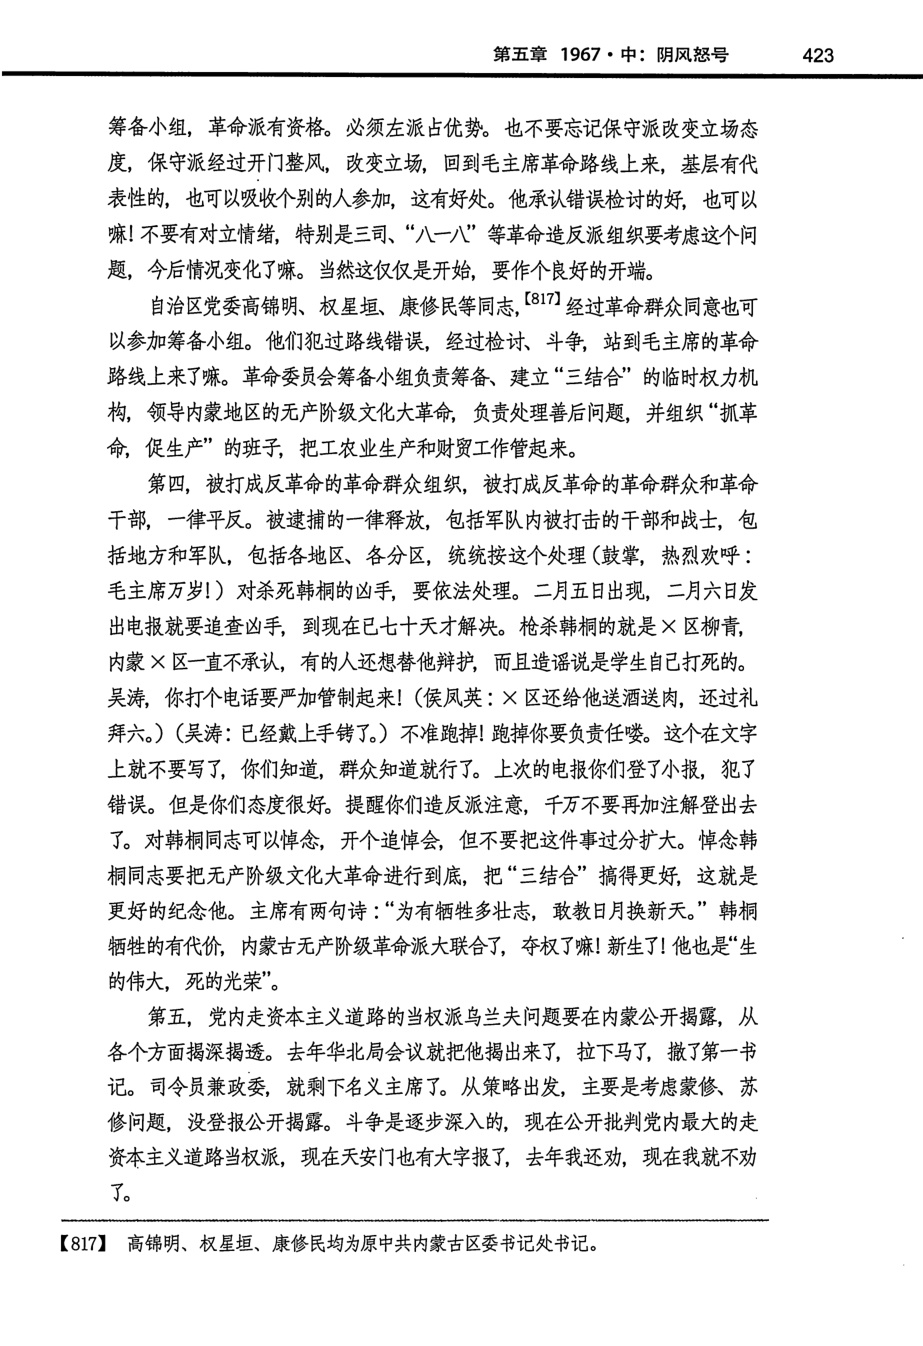 第五章 1967·中：阴风怒号 423
筹备小组，革命派有资格。必须左派占优势。也不要忘记保守派改变立场态
度，保守派经过开门整风，改变立场，回到毛主席革命路线上来，基层有代
表性的，也可以吸收个别的人参加，这有好处。他承认错误检讨的好，也可以
嘛！不要有对立情绪，特别是三司、“八一八”等革命造反派组织要考虑这个问
题，今后情况变化了嘛。当然这仅仅是开始，要作个良好的开端。
自治区党委高锦明、权星垣、康修民等同志，【817】经过革命群众同意也可
以参加筹备小组。他们犯过路线错误，经过检讨、斗争，站到毛主席的革命
路线上来了嘛。革命委员会筹备小组负责筹备、建立“三结合”的临时权力机
构，领导内蒙地区的无产阶级文化大革命，负责处理善后问题，并组织“抓革
命，促生产”的班子，把工农业生产和财贸工作管起来。
第四，被打成反革命的革命群众组织，被打成反革命的革命群众和革命
干部，一律平反。被逮捕的一律释放，包括军队内被打击的干部和战士，包
括地方和军队，包括各地区、各分区，统统按这个处理（鼓掌，热烈欢呼：
毛主席万岁！）对杀死韩桐的凶手，要依法处理。二月五日出现，二月六日发
出电报就要追查凶手，到现在已七十天才解决。枪杀韩桐的就是×区柳青，
内蒙×区一直不承认，有的人还想替他辩护，而且造谣说是学生自己打死的。
吴涛，你打个电话要严加管制起来！（侯凤英：×区还给他送酒送肉，还过礼
拜六。）（吴涛：已经戴上手铐了。）不准跑掉！跑掉你要负责任喽。这个在文字
上就不要写了，你们知道，群众知道就行了。上次的电报你们登了小报，犯了
错误。但是你们态度很好。提醒你们造反派注意，千万不要再加注解登出去
了。对韩桐同志可以悼念，开个追悼会，但不要把这件事过分扩大。悼念韩
桐同志要把无产阶级文化大革命进行到底，把“三结合”搞得更好，这就是
更好的纪念他。主席有两句诗：“为有牺牲多壮志，敢教日月换新天。”韩桐
牺牲的有代价，内蒙古无产阶级革命派大联合了，夺权了嘛！新生了！他也是“生
的伟大，死的光荣”。
第五，党内走资本主义道路的当权派乌兰夫问题要在内蒙公开揭露，从
各个方面揭深揭透。去年华北局会议就把他揭出来了，拉下马了，撤了第一书
记。司令员兼政委，就剩下名义主席了。从策略出发，主要是考虑蒙修、苏
修问题，没登报公开揭露。斗争是逐步深入的，现在公开批判党内最大的走
资本主义道路当权派，现在天安门也有大字报了，去年我还劝，现在我就不劝
了。
【817】 高锦明、权星垣、康修民均为原中共内蒙古区委书记处书记。